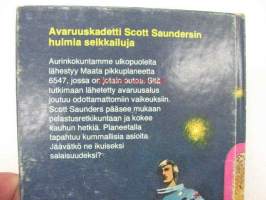 Avaruuskadetti Scott Saundersin
huimia seikkailuja
Aurinkokuntamme ulkopuolelta
lähestyy Maata pikkuplaneetta
6547, jossa on jotain outoa. Sitä
tutkimaan lähetetty avaruusalus
joutuu odottamattomiin vaikeuksiin.
Scott Saunders pääsee mukaan
pelastusretkikuntaan ja kokee
kauhun hetkiä. Planeetalla
tapahtuu kummallisia asioita.
Jäävätkö ne ikuiseksi
salaisuudeksi?